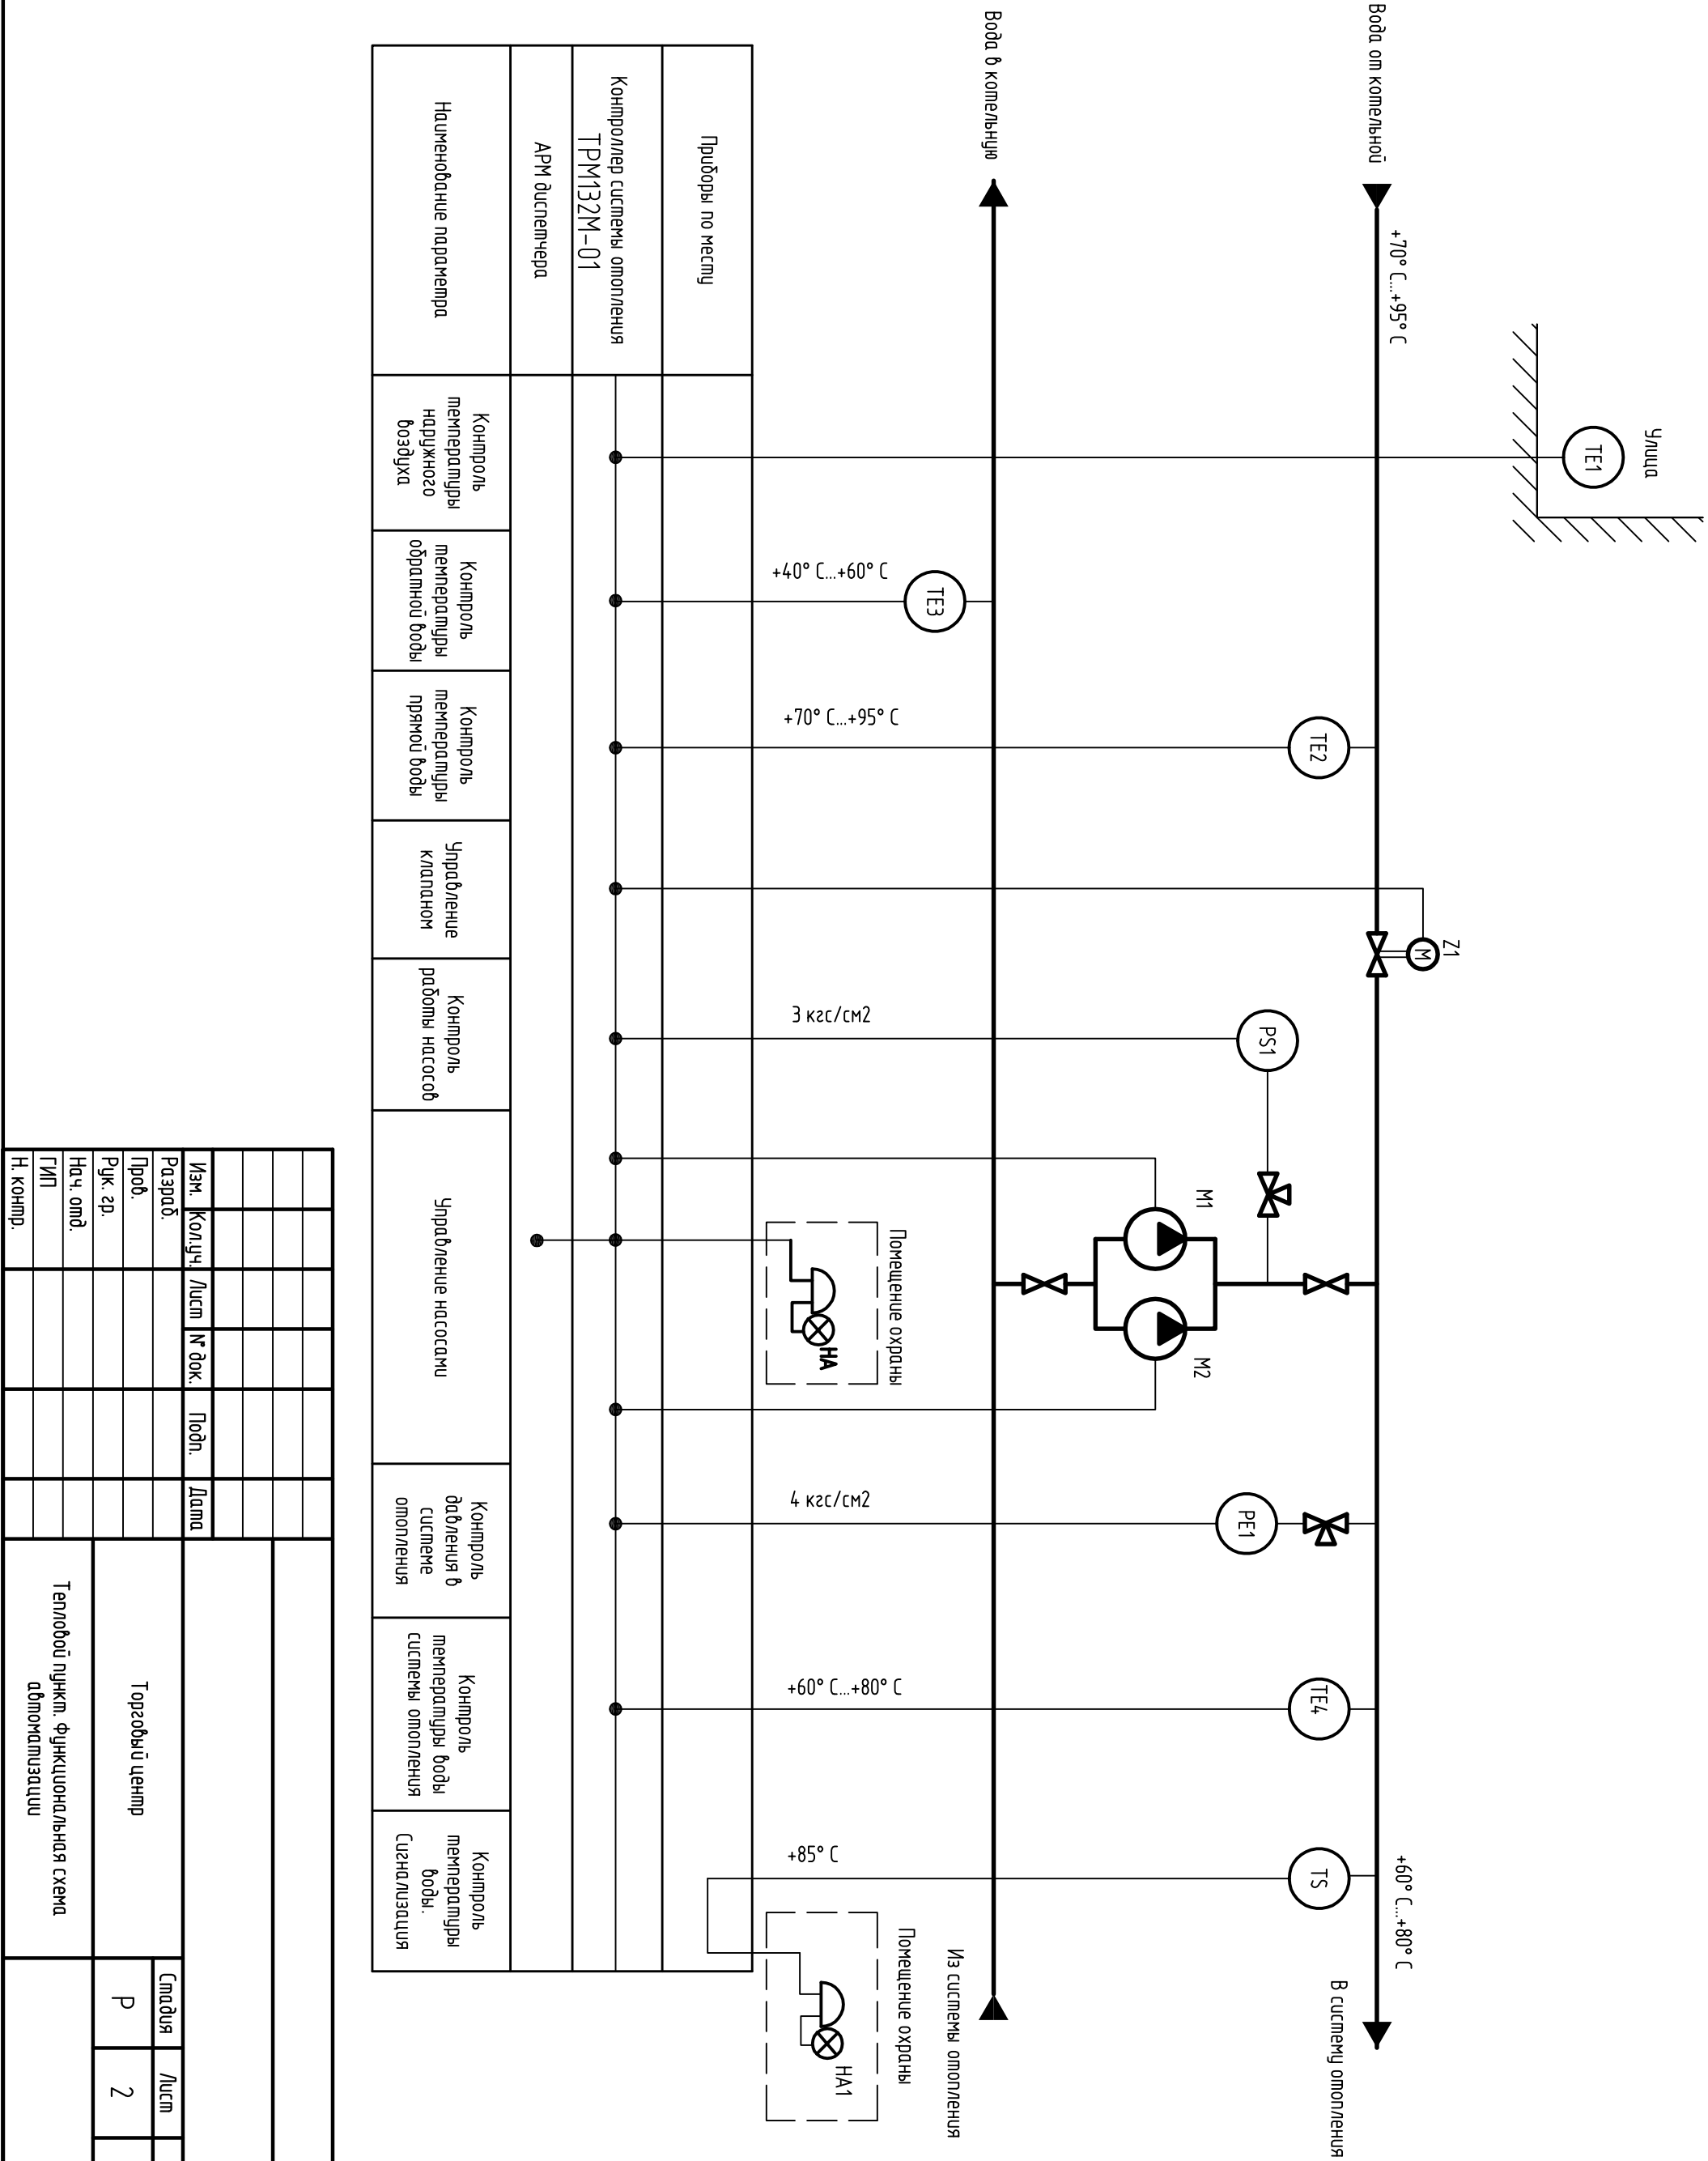 Улица
TE1
Вода от котельной
+70° С...+95° С
Z1
M
+60° С...+80° С
В систему отопления
TE2
PS1
M1
M2
PE1
TE4
TS
Вода в котельную
TE3
Из системы отопления
+40° С...+60° С
+70° С...+95° С
3 кгс/см2
Помещение охраны
НА
4 кгс/см2
+60° С...+80° С
+85° С
Помещение охраны
НА1
Приборы по месту
Контроллер системы отопления
ТРМ132М-01
АРМ диспетчера
Наименование параметра
Контроль
температуры
наружного
воздуха
Контроль
температуры
обратной воды
Контроль
температуры
прямой воды
Управление
клапаном
Контроль
работы насосов
Управление насосами
Контроль
давления в
системе
отопления
Контроль
температуры воды
системы отопления
Контроль
температуры
воды.
Сигнализация
Изм.
Кол.уч.
Лист
N° док.
Подп.
Дата
Разраб.
Пров.
Рук. гр.
Нач. отд.
ГИП
Н. контр.
Торговый центр
Стадия
Лист
Р
2
Тепловой пункт. Функциональная схема
автоматизации